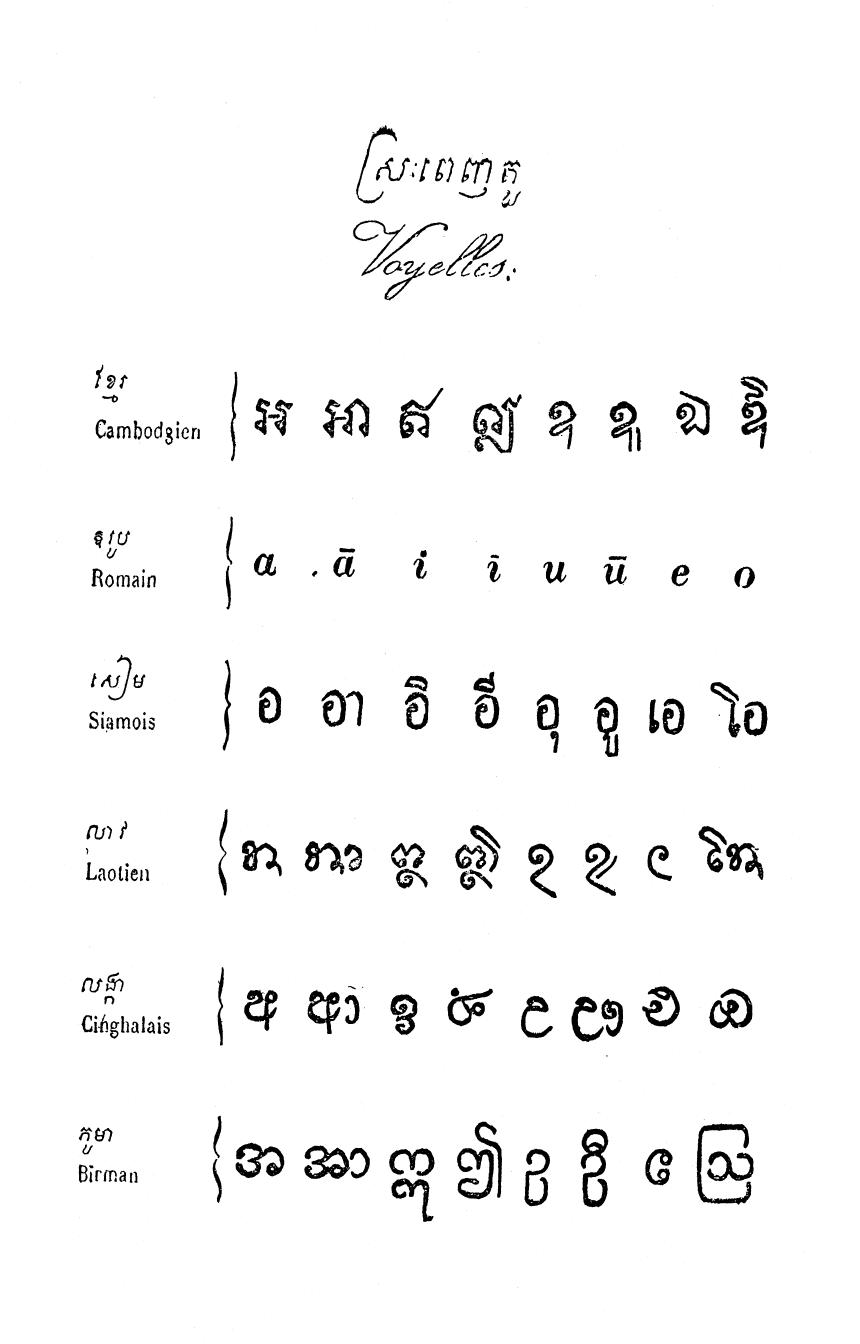 ស្រៈពេញតួ
Voyelles:
ខ្មែរ
Cambodgien { អ អា ឥ ឦ ឧ ឩ ឯ ឱ
ឧរូប
Romain { a . ā i ī u ū e o
សៀម
Siamois { อ อา อิ อี อุ อู เอ โอ
លាវ
Laotien {
លង្កា
Cinghalais { අ ආ ඉ ඊ උ ඌ එ ඔ
ភូមា
Birman { အ အာ ဣ ဤ ဥ ဦ ဧ ဩ